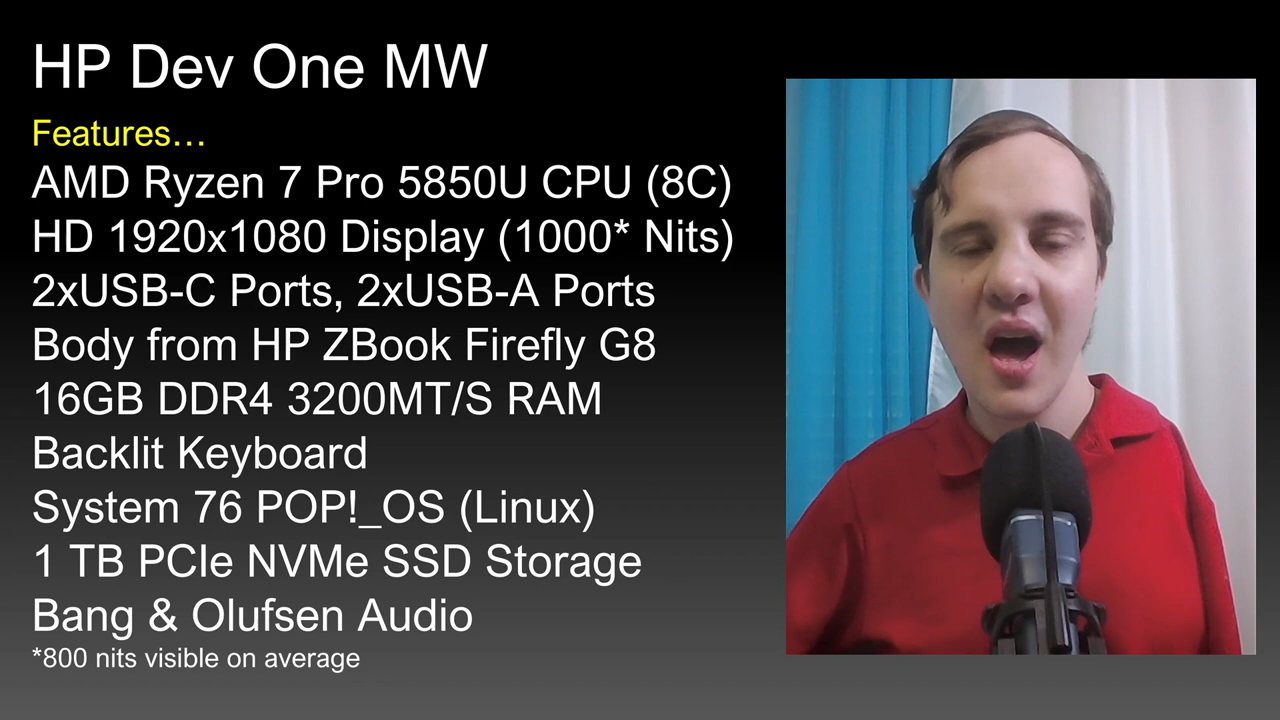 HP Dev One MW
Features…
AMD Ryzen 7 Pro 5850U CPU (8C)
HD 1920x1080 Display (1000* Nits)
2xUSB-C Ports, 2xUSB-A Ports
Body from HP ZBook Firefly G8
16GB DDR4 3200MT/S RAM
Backlit Keyboard
System 76 POP!_OS (Linux)
1 TB PCIe NVMe SSD Storage
Bang & Olufsen Audio
*800 nits visible on average